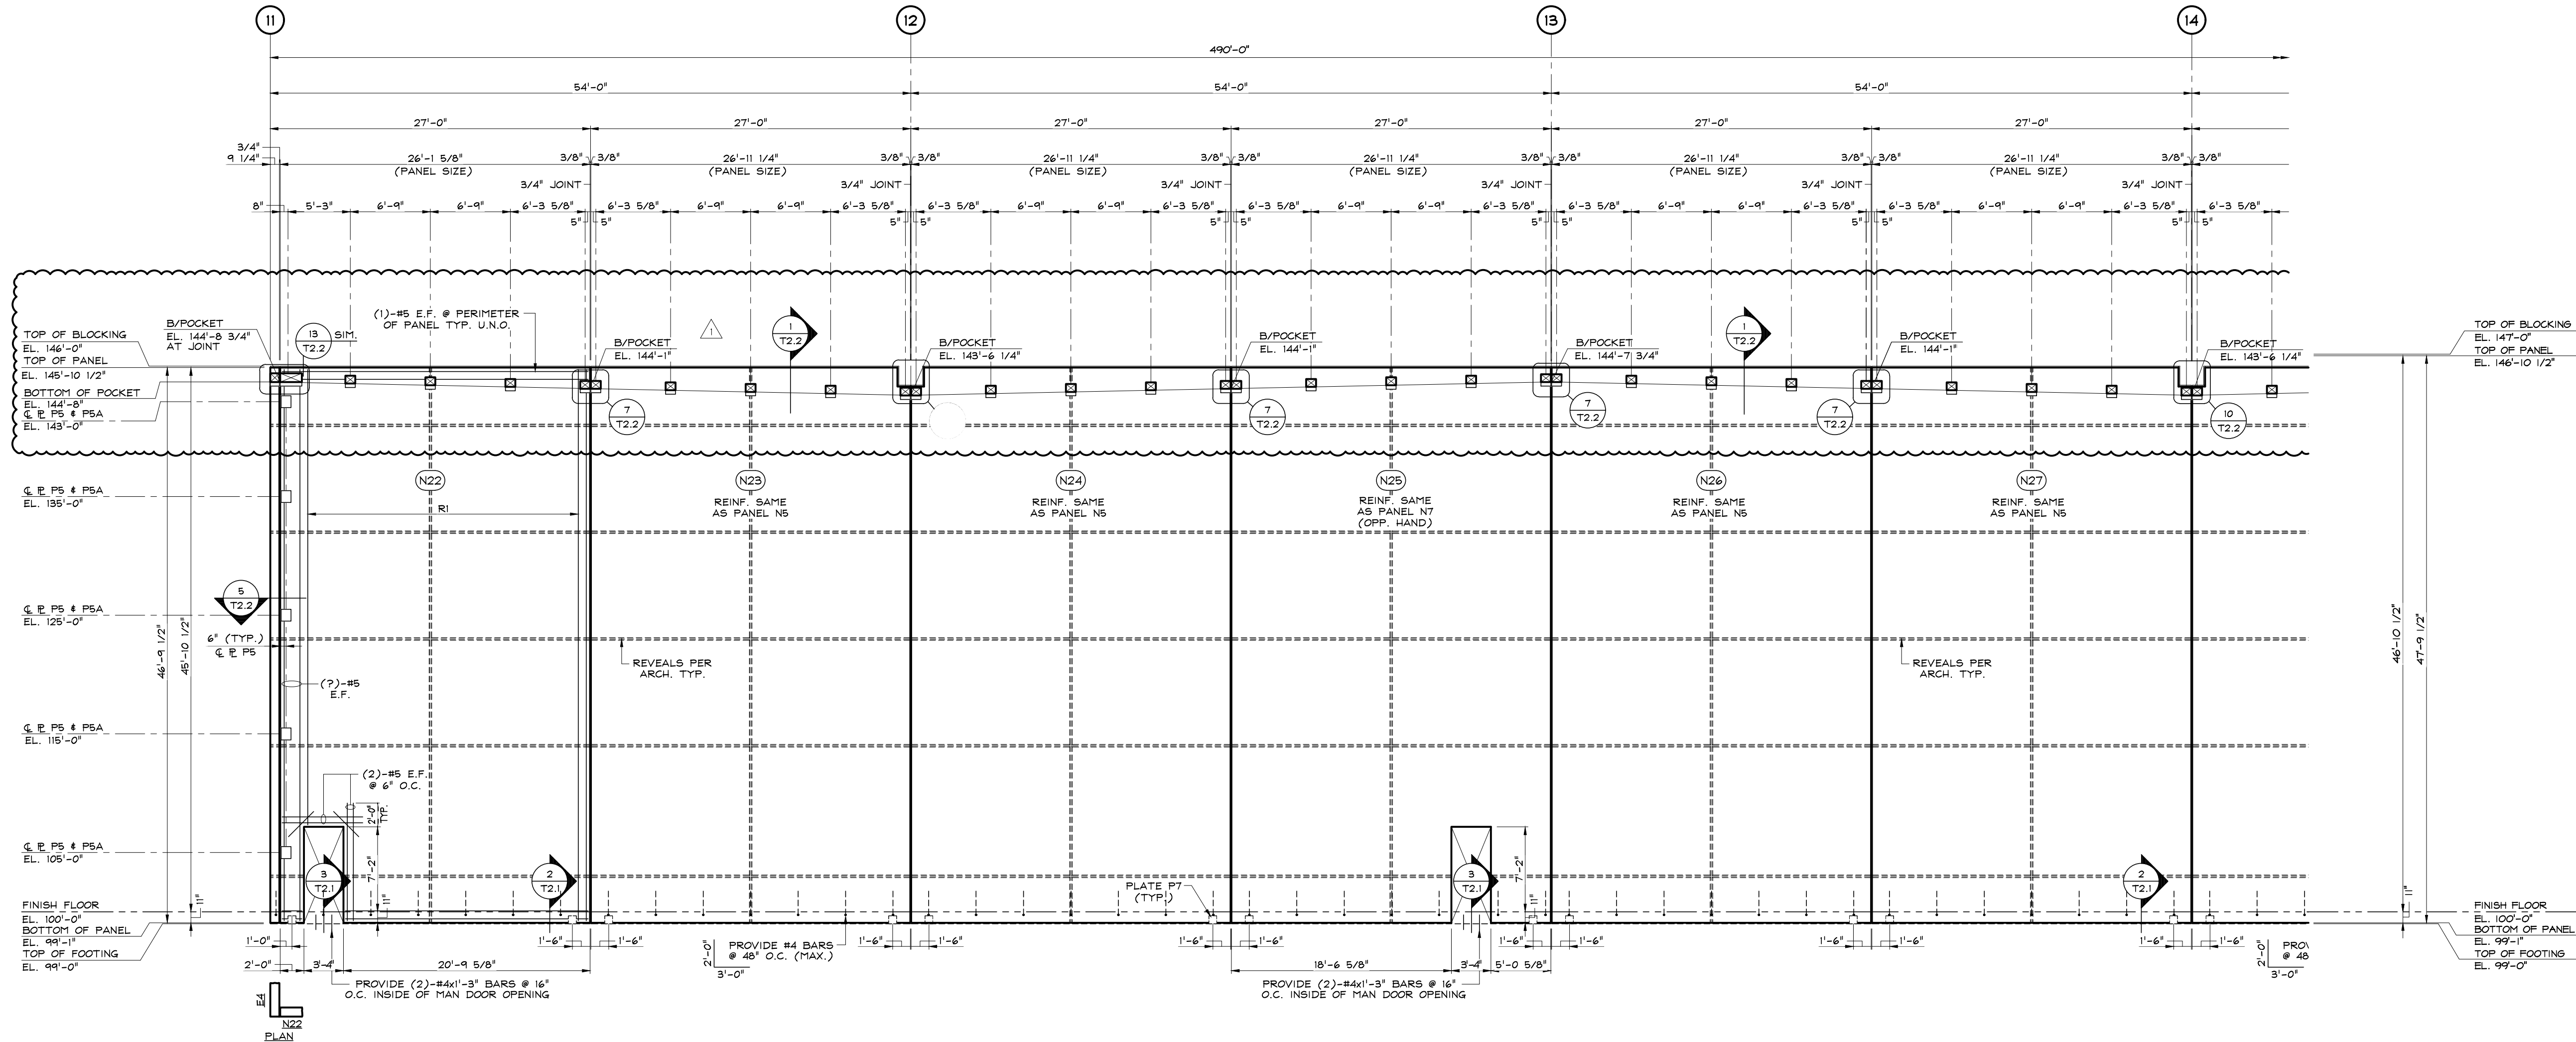 11
12
13
14
490'-0"
54'-0"
54'-0"
54'-0"
27'-0"
27'-0"
27'-0"
27'-0"
27'-0"
27'-0"
3/4"
9 1/4"
26'-1 5/8"
(PANEL SIZE)
3/8"
3/8"
26'-11 1/4"
(PANEL SIZE)
3/8"
3/8"
26'-11 1/4"
(PANEL SIZE)
3/8"
3/8"
26'-11 1/4"
(PANEL SIZE)
3/8"
3/8"
26'-11 1/4"
(PANEL SIZE)
3/8"
3/8"
26'-11 1/4"
(PANEL SIZE)
3/8"
3/8"
3/4" JOINT
3/4" JOINT
3/4" JOINT
3/4" JOINT
3/4" JOINT
3/4" JOINT
8"
5'-3"
6'-9"
6'-9"
6'-3 5/8"
6'-3 5/8"
6'-9"
6'-9"
6'-3 5/8"
6'-3 5/8"
6'-9"
6'-9"
6'-3 5/8"
6'-3 5/8"
6'-9"
6'-9"
6'-3 5/8"
6'-3 5/8"
6'-9"
6'-9"
6'-3 5/8"
6'-3 5/8"
6'-9"
6'-9"
6'-3 5/8"
6'-3 5/8"
5"
5"
5"
5"
5"
5"
5"
5"
5"
5"
5"
5"
TOP OF BLOCKING
EL. 146'-0"
TOP OF PANEL
EL. 145'-10 1/2"
BOTTOM OF POCKET
EL. 144'-8"
℄ ⅊ P5 & P5A
EL. 143'-0"
B/POCKET
EL. 144'-8 3/4"
AT JOINT
13
T2.2
SIM.
(1)-#5 E.F. @ PERIMETER
OF PANEL TYP. U.N.O.
B/POCKET
EL. 144'-1"
1
1
T2.2
B/POCKET
EL. 143'-6 1/4"
B/POCKET
EL. 144'-1"
B/POCKET
EL. 144'-7 3/4"
1
T2.2
B/POCKET
EL. 144'-1"
B/POCKET
EL. 143'-6 1/4"
TOP OF BLOCKING
EL. 147'-0"
TOP OF PANEL
EL. 146'-10 1/2"
7
T2.2
7
T2.2
7
T2.2
7
T2.2
10
T2.2
℄ ⅊ P5 & P5A
EL. 135'-0"
N22
N23
REINF. SAME
AS PANEL N5
N24
REINF. SAME
AS PANEL N5
N25
REINF. SAME
AS PANEL N7
(OPP. HAND)
N26
REINF. SAME
AS PANEL N5
N27
REINF. SAME
AS PANEL N5
R1
5
T2.2
℄ ⅊ P5 & P5A
EL. 125'-0"
6" (TYP.)
℄ ⅊ P5
46'-9 1/2"
45'-10 1/2"
REVEALS PER
ARCH. TYP.
REVEALS PER
ARCH. TYP.
46'-10 1/2"
47'-9 1/2"
(?)-#5
E.F.
℄ ⅊ P5 & P5A
EL. 115'-0"
(2)-#5 E.F.
@ 6" O.C.
2'-0"
TYP.
℄ ⅊ P5 & P5A
EL. 105'-0"
3
T2.1
7'-2"
2
T2.1
PLATE P7
(TYP.)
3
T2.1
7'-2"
2
T2.1
11"
11"
11"
11"
FINISH FLOOR
EL. 100'-0"
BOTTOM OF PANEL
EL. 99'-1"
TOP OF FOOTING
EL. 99'-0"
FINISH FLOOR
EL. 100'-0"
BOTTOM OF PANEL
EL. 99'-1"
TOP OF FOOTING
EL. 99'-0"
1'-0"
1'-6"
1'-6"
1'-6"
1'-6"
1'-6"
1'-6"
1'-6"
1'-6"
1'-6"
1'-6"
1'-6"
1'-6"
2'-0"
3'-4"
20'-9 5/8"
2'-0"
3'-0"
PROVIDE #4 BARS
@ 48" O.C. (MAX.)
18'-6 5/8"
3'-4"
5'-0 5/8"
2'-0"
3'-0"
PROV
@ 48
PROVIDE (2)-#4x1'-3" BARS @ 16"
O.C. INSIDE OF MAN DOOR OPENING
PROVIDE (2)-#4x1'-3" BARS @ 16"
O.C. INSIDE OF MAN DOOR OPENING
E4
N22
PLAN